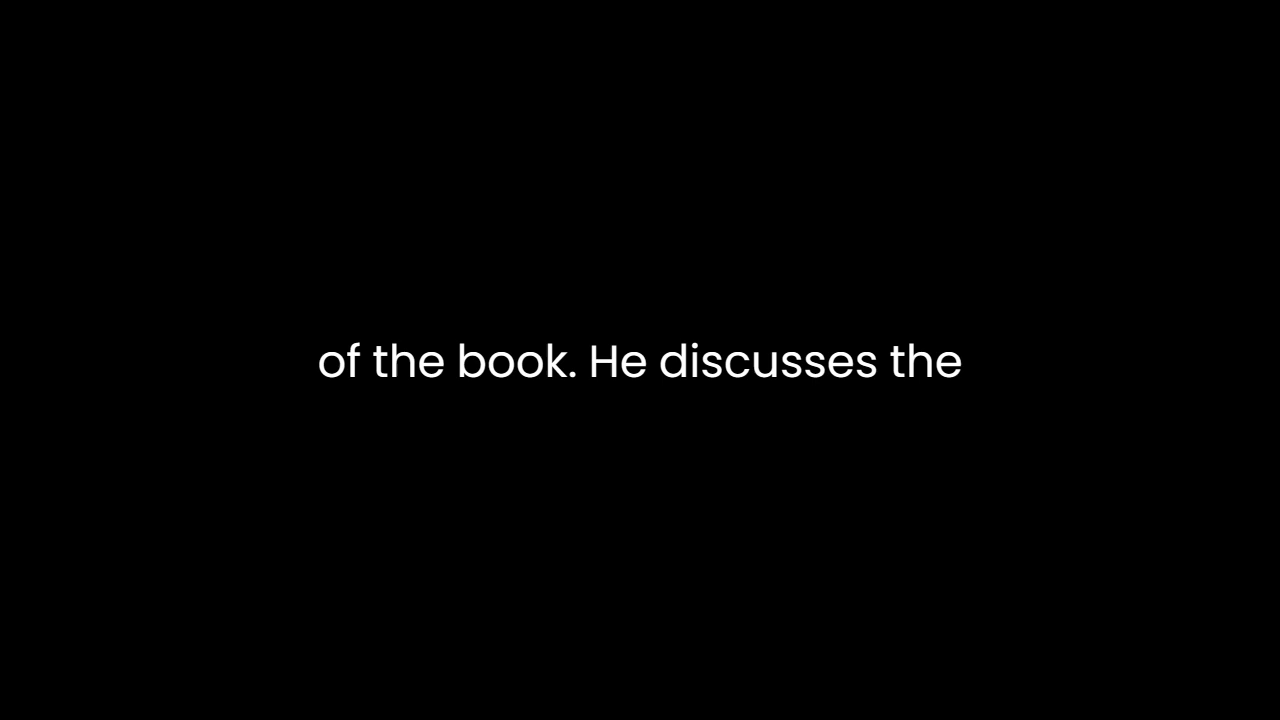 of the book. He discusses the